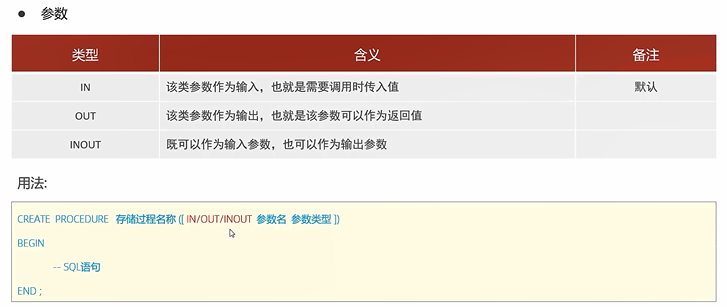 ● 参数
类型 含义 备注
IN 该类参数作为输入，也就是需要调用时传入值 默认
OUT 该类参数作为输出，也就是该参数可以作为返回值
INOUT 既可以作为输入参数，也可以作为输出参数
用法:
CREATE PROCEDURE 存储过程名称 ([ IN/OUT/INOUT 参数名 参数类型 ])
BEGIN
-- SQL语句
END ;